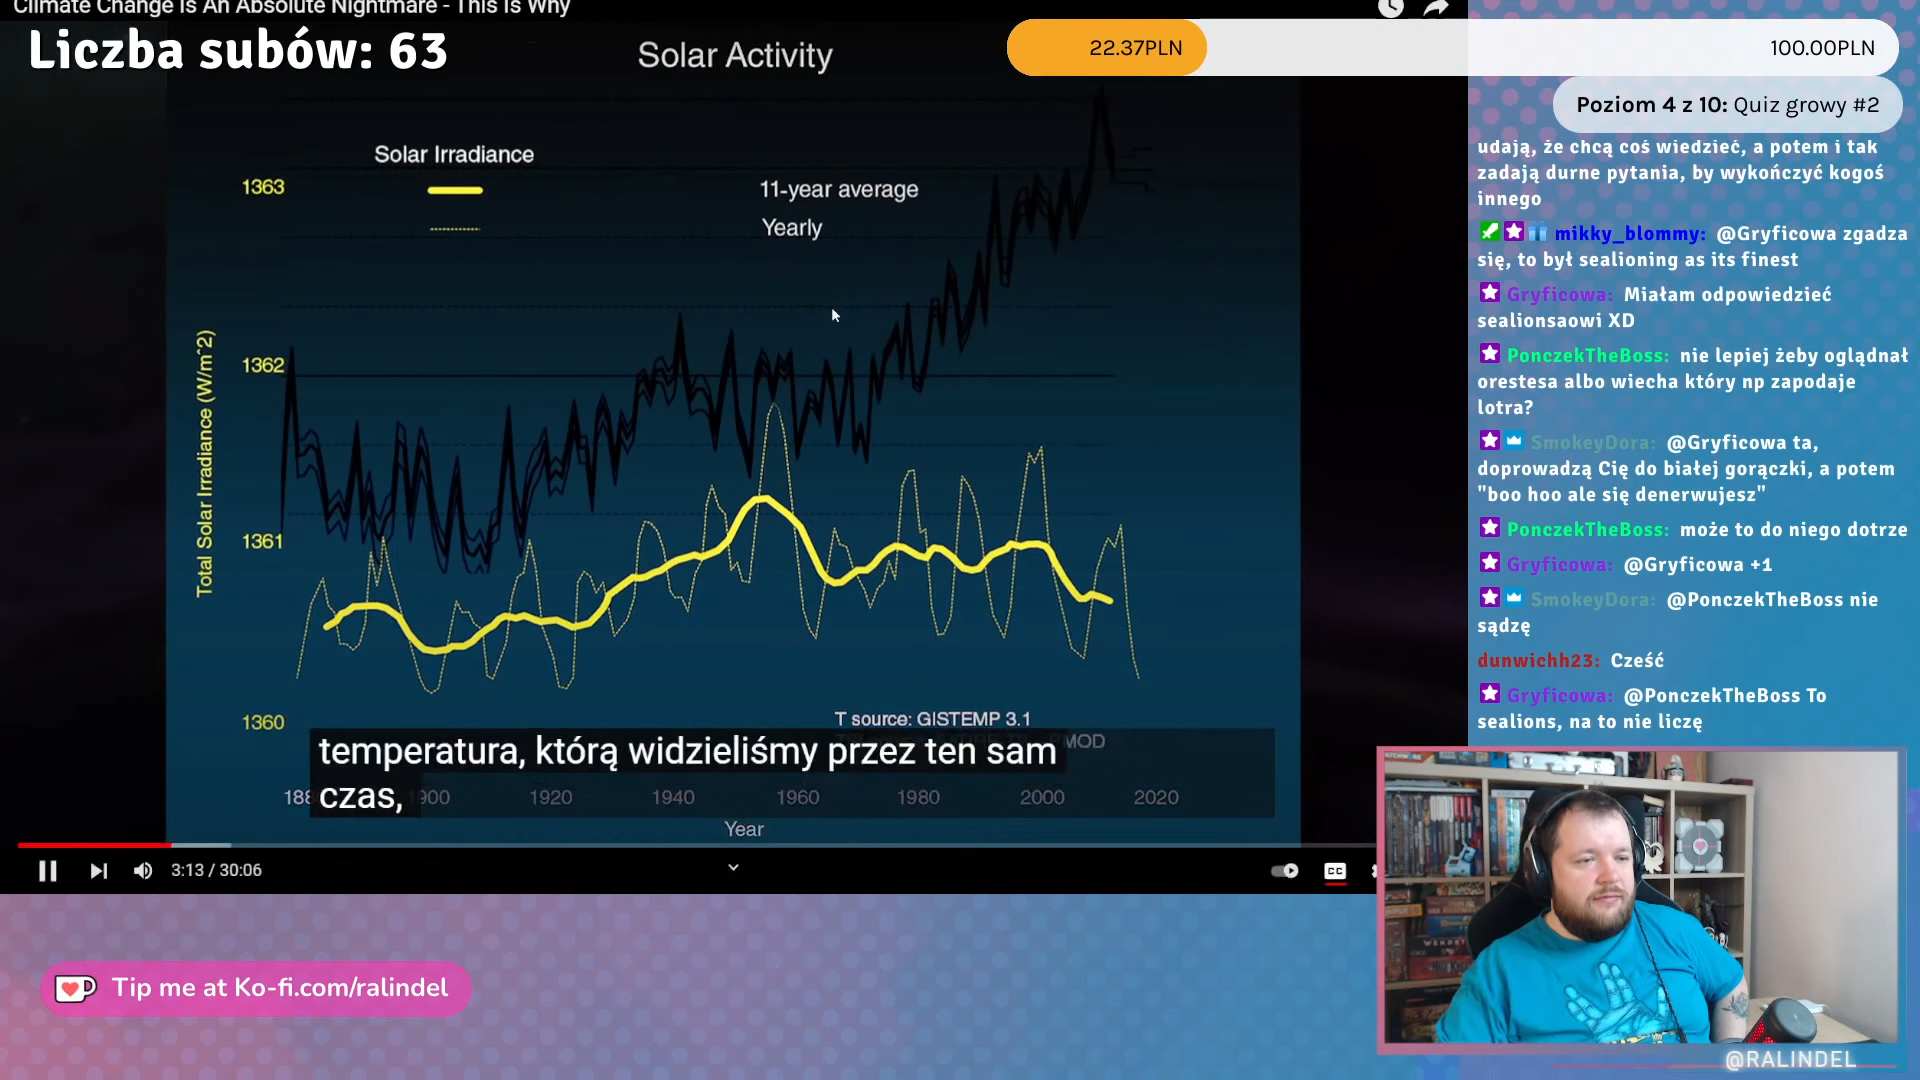 Climate Change Is An Absolute Nightmare - This Is Why
Liczba subów: 63
Solar Activity
22.37PLN
100.00PLN
Poziom 4 z 10: Quiz growy #2
Solar Irradiance
11-year average
Yearly
1363
1362
1361
1360
Total Solar Irradiance (W/m^2)
T source: GISTEMP 3.1
PMOD
temperatura, którą widzieliśmy przez ten sam
czas,
188
900
1920
1940
1960
1980
2000
2020
Year
3:13 / 30:06
CC
udają, że chcą coś wiedzieć, a potem i tak
zadają durne pytania, by wykończyć kogoś
innego
mikky_blommy: @Gryficowa zgadza
się, to był sealioning as its finest
Gryficowa: Miałam odpowiedzieć
sealionsaowi XD
PonczekTheBoss: nie lepiej żeby oglądnał
orestesa albo wiecha który np zapodaje
lotra?
SmokeyDora: @Gryficowa ta,
doprowadzą Cię do białej gorączki, a potem
"boo hoo ale się denerwujesz"
PonczekTheBoss: może to do niego dotrze
Gryficowa: @Gryficowa +1
SmokeyDora: @PonczekTheBoss nie
sądzę
dunwichh23: Cześć
Gryficowa: @PonczekTheBoss To
sealions, na to nie liczę
Tip me at Ko-fi.com/ralindel
@RALINDEL